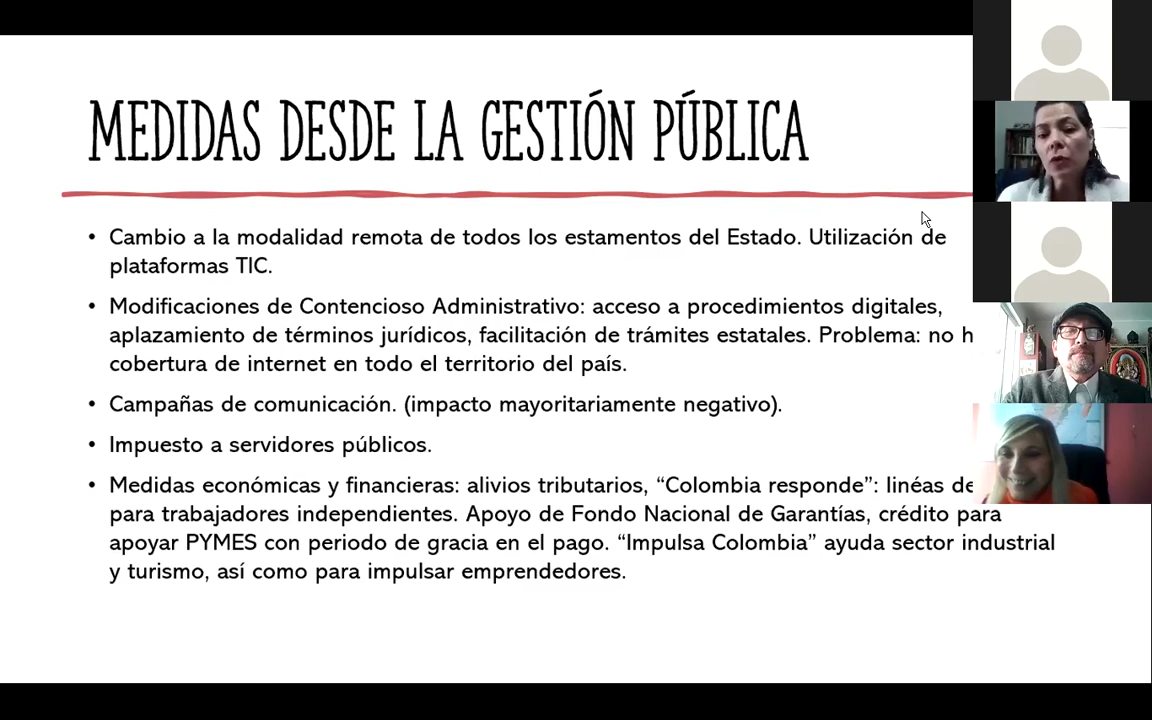 MEDIDAS DESDE LA GESTIÓN PÚBLICA
• Cambio a la modalidad remota de todos los estamentos del Estado. Utilización de
plataformas TIC.
• Modificaciones de Contencioso Administrativo: acceso a procedimientos digitales,
aplazamiento de términos jurídicos, facilitación de trámites estatales. Problema: no
cobertura de internet en todo el territorio del país.
• Campañas de comunicación. (impacto mayoritariamente negativo).
• Impuesto a servidores públicos.
• Medidas económicas y financieras: alivios tributarios, “Colombia responde”: linéas de
para trabajadores independientes. Apoyo de Fondo Nacional de Garantías, crédito para
apoyar PYMES con periodo de gracia en el pago. “Impulsa Colombia” ayuda sector industrial
y turismo, así como para impulsar emprendedores.